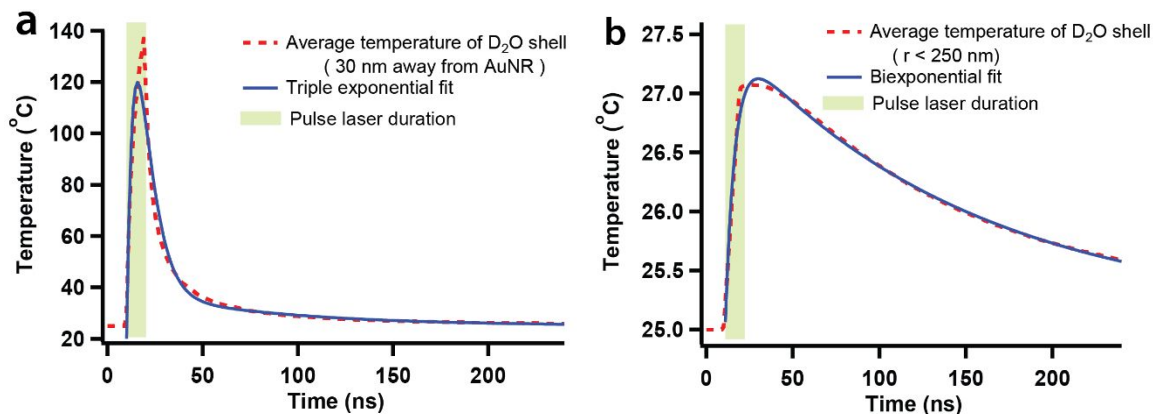 a
Temperature (°C)
140
120
100
80
60
40
20
0
50
100
150
200
Time (ns)
Average temperature of D₂O shell
( 30 nm away from AuNR )
Triple exponential fit
Pulse laser duration
b
Temperature (°C)
27.5
27.0
26.5
26.0
25.5
25.0
0
50
100
150
200
Time (ns)
Average temperature of D₂O shell
( r < 250 nm)
Biexponential fit
Pulse laser duration